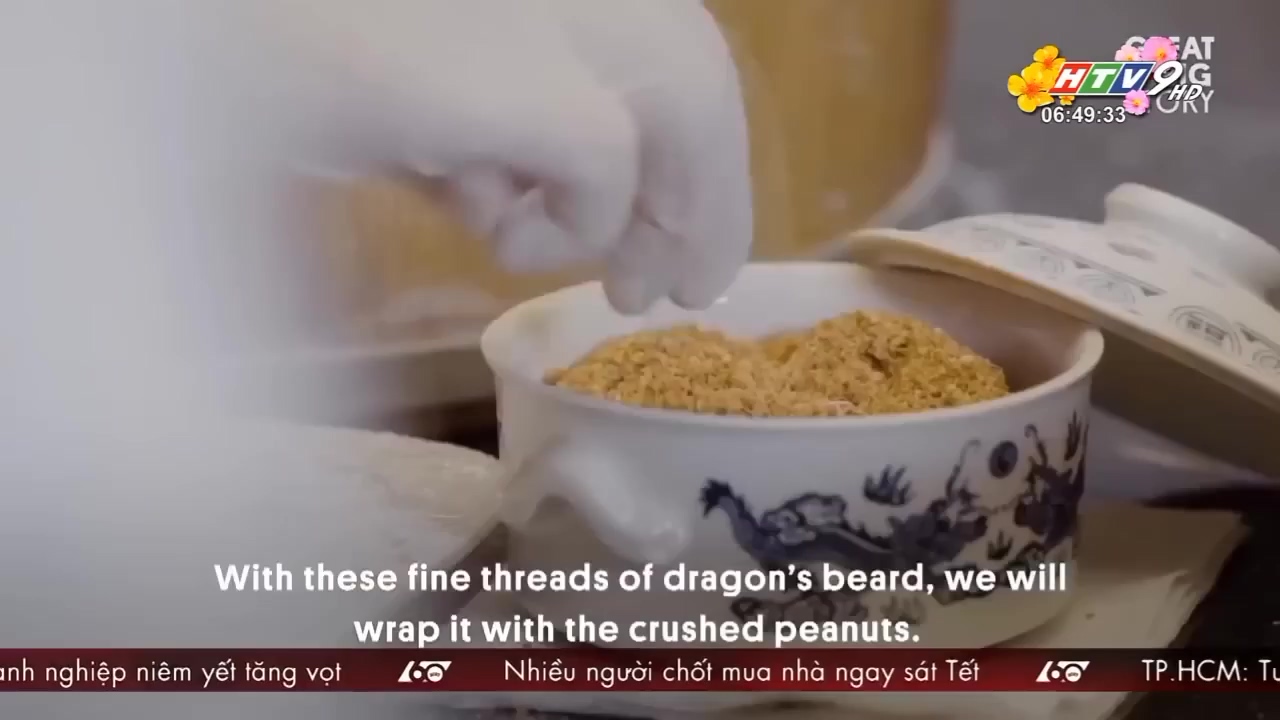 HTV9 HD
06:49:33
With these fine threads of dragon's beard, we will
wrap it with the crushed peanuts.
nghiệp niêm yết tăng vọt
Nhiều người chốt mua nhà ngay sát Tết
TP.HCM: